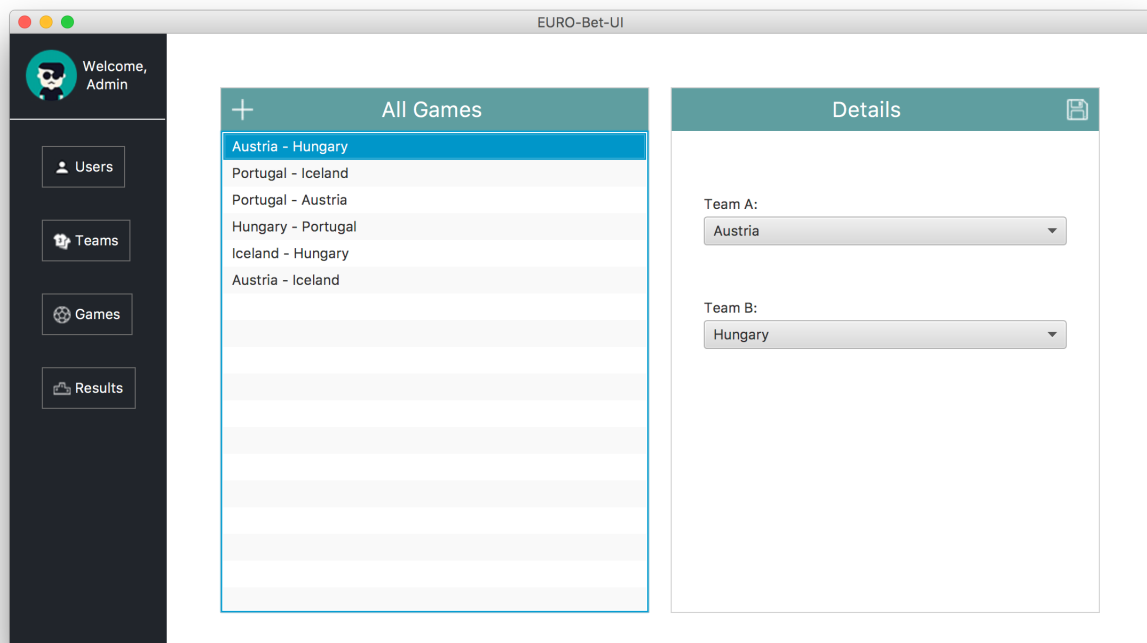 EURO-Bet-UI
Welcome,
Admin
Users
Teams
Games
Results
All Games
Austria - Hungary
Portugal - Iceland
Portugal - Austria
Hungary - Portugal
Iceland - Hungary
Austria - Iceland
Details
Team A:
Austria
Team B:
Hungary